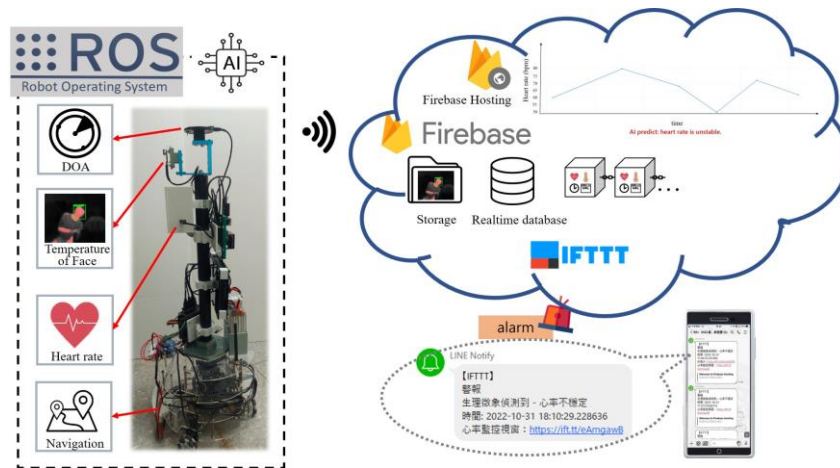 ROS
Robot Operating System
AI
DOA
Temperature
of Face
Heart rate
Navigation
Firebase Hosting
Heart rate (bpm)
time
AI predict: heart rate is unstable.
Firebase
Storage
Realtime database
...
IFTTT
alarm
LINE Notify
【IFTTT】
警報
生理徵象偵測到 - 心率不穩定
時間: 2022-10-31 18:10:29.228636
心率監控視窗：https://ift.tt/eAmgawB